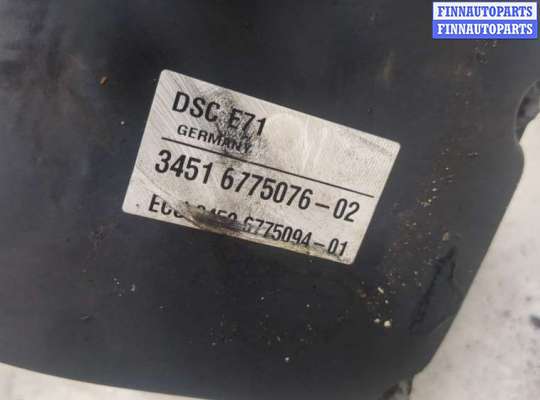 FINNAUTOPARTS
FINNAUTOPARTS
DSC E71
GERMANY
3451 6775076-02
6775094-01